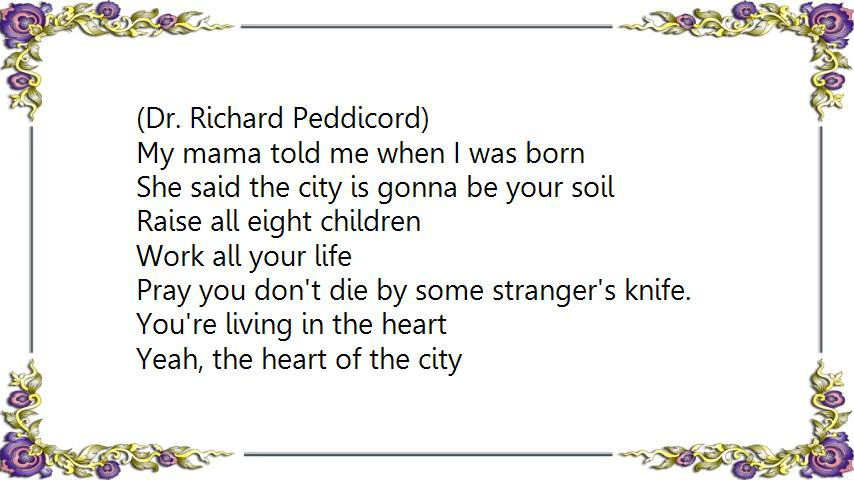 (Dr. Richard Peddicord)
My mama told me when I was born
She said the city is gonna be your soil
Raise all eight children
Work all your life
Pray you don't die by some stranger's knife.
You're living in the heart
Yeah, the heart of the city